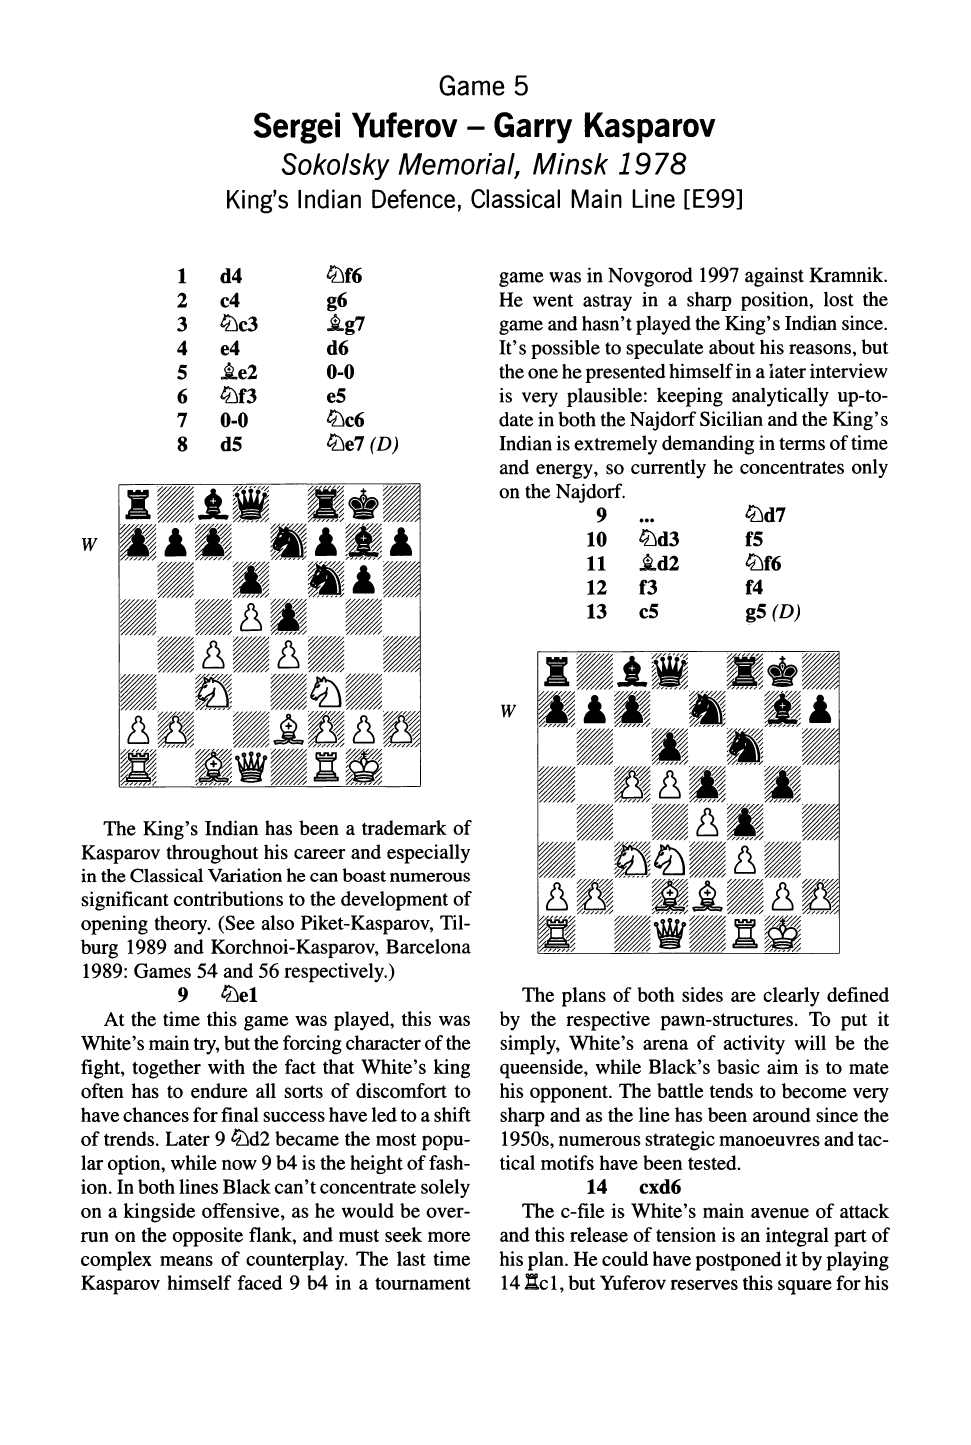 Game 5
Sergei Yuferov – Garry Kasparov
Sokolsky Memorial, Minsk 1978
King's Indian Defence, Classical Main Line [E99]
1 d4 ♘f6
2 c4 g6
3 ♘c3 ♗g7
4 e4 d6
5 ♗e2 0-0
6 ♘f3 e5
7 0-0 ♘c6
8 d5 ♘e7 (D)
W
The King's Indian has been a trademark of
Kasparov throughout his career and especially
in the Classical Variation he can boast numerous
significant contributions to the development of
opening theory. (See also Piket-Kasparov, Til-
burg 1989 and Korchnoi-Kasparov, Barcelona
1989: Games 54 and 56 respectively.)
9 ♘e1
At the time this game was played, this was
White's main try, but the forcing character of the
fight, together with the fact that White's king
often has to endure all sorts of discomfort to
have chances for final success have led to a shift
of trends. Later 9 ♘d2 became the most popu-
lar option, while now 9 b4 is the height of fash-
ion. In both lines Black can't concentrate solely
on a kingside offensive, as he would be over-
run on the opposite flank, and must seek more
complex means of counterplay. The last time
Kasparov himself faced 9 b4 in a tournament
game was in Novgorod 1997 against Kramnik.
He went astray in a sharp position, lost the
game and hasn't played the King's Indian since.
It's possible to speculate about his reasons, but
the one he presented himself in a later interview
is very plausible: keeping analytically up-to-
date in both the Najdorf Sicilian and the King's
Indian is extremely demanding in terms of time
and energy, so currently he concentrates only
on the Najdorf.
9 ... ♘d7
10 ♘d3 f5
11 ♗d2 ♘f6
12 f3 f4
13 c5 g5 (D)
W
The plans of both sides are clearly defined
by the respective pawn-structures. To put it
simply, White's arena of activity will be the
queenside, while Black's basic aim is to mate
his opponent. The battle tends to become very
sharp and as the line has been around since the
1950s, numerous strategic manoeuvres and tac-
tical motifs have been tested.
14 cxd6
The c-file is White's main avenue of attack
and this release of tension is an integral part of
his plan. He could have postponed it by playing
14 ♖c1, but Yuferov reserves this square for his